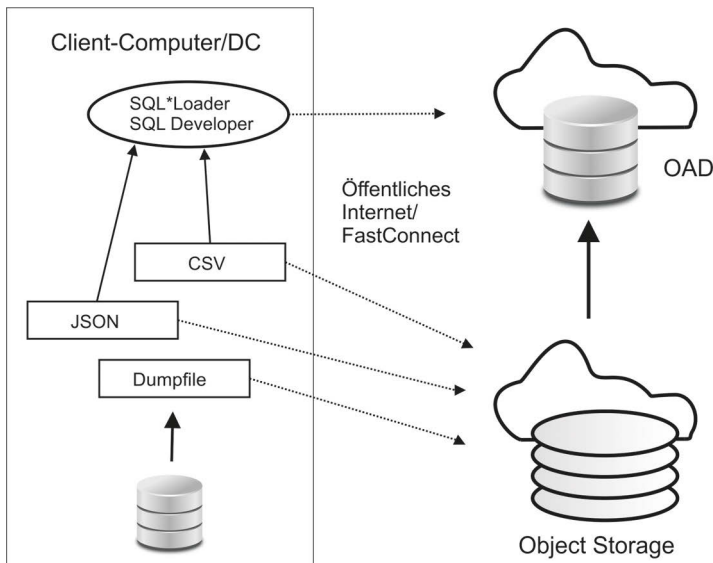 Client-Computer/DC
SQL*Loader
SQL Developer
OAD
Öffentliches
Internet/
FastConnect
CSV
JSON
Dumpfile
Object Storage